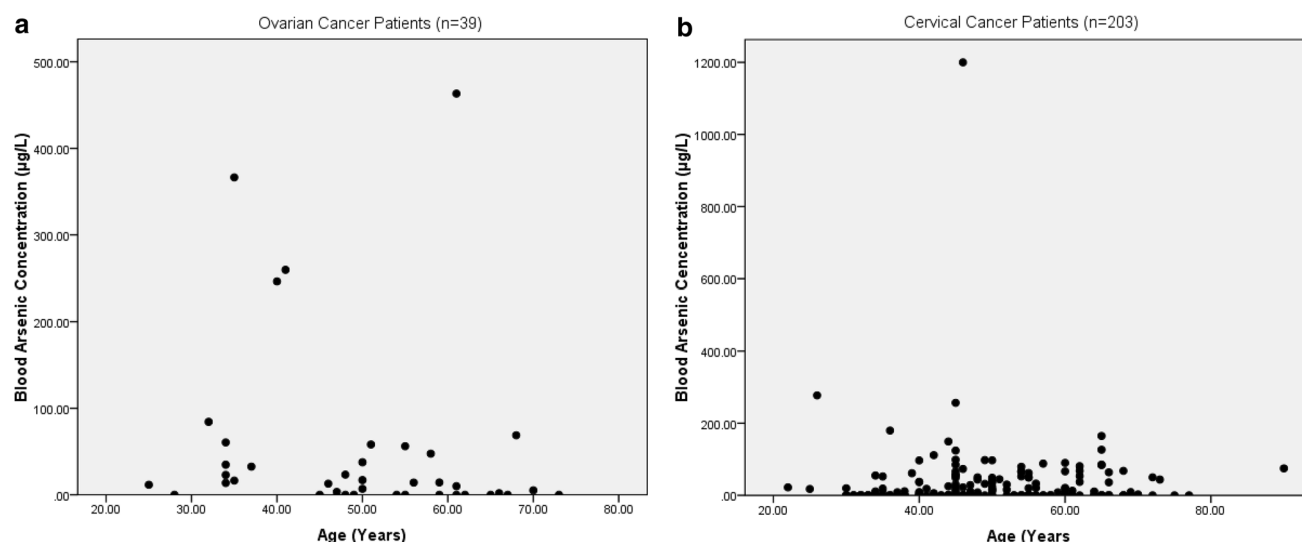 a
Ovarian Cancer Patients (n=39)
Blood Arsenic Concentration (µg/L)
500.00
400.00
300.00
200.00
100.00
.00
20.00 30.00 40.00 50.00 60.00 70.00 80.00
Age (Years)
b
Cervical Cancer Patients (n=203)
Blood Arsenic Cencentration (µg/L)
1200.00
1000.00
800.00
600.00
400.00
200.00
.00
20.00 40.00 60.00 80.00
Age (Years